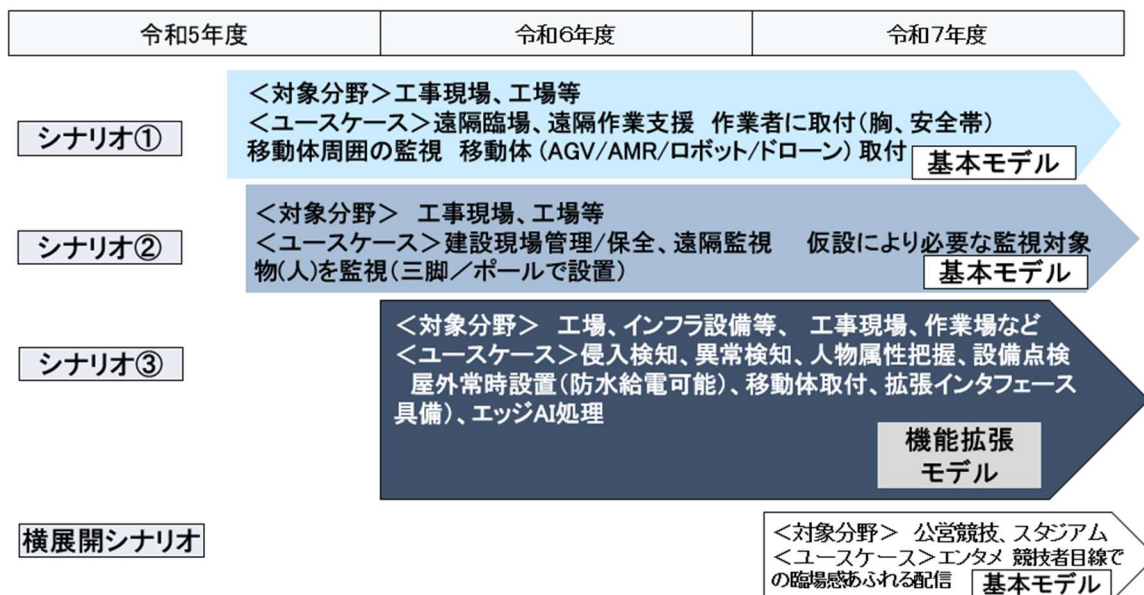 令和5年度
令和6年度
令和7年度
シナリオ①
＜対象分野＞工事現場、工場等
＜ユースケース＞遠隔臨場、遠隔作業支援 作業者に取付(胸、安全帯)
移動体周囲の監視 移動体(AGV/AMR/ロボット/ドローン)取付
基本モデル
シナリオ②
＜対象分野＞ 工事現場、工場等
＜ユースケース＞建設現場管理/保全、遠隔監視 仮設により必要な監視対象
物(人)を監視(三脚／ポールで設置)
基本モデル
シナリオ③
＜対象分野＞ 工場、インフラ設備等、 工事現場、作業場など
＜ユースケース＞侵入検知、異常検知、人物属性把握、設備点検
屋外常時設置(防水給電可能)、移動体取付、拡張インタフェース
具備)、エッジAI処理
機能拡張
モデル
横展開シナリオ
＜対象分野＞ 公営競技、スタジアム
＜ユースケース＞エンタメ 競技者目線で
の臨場感あふれる配信
基本モデル